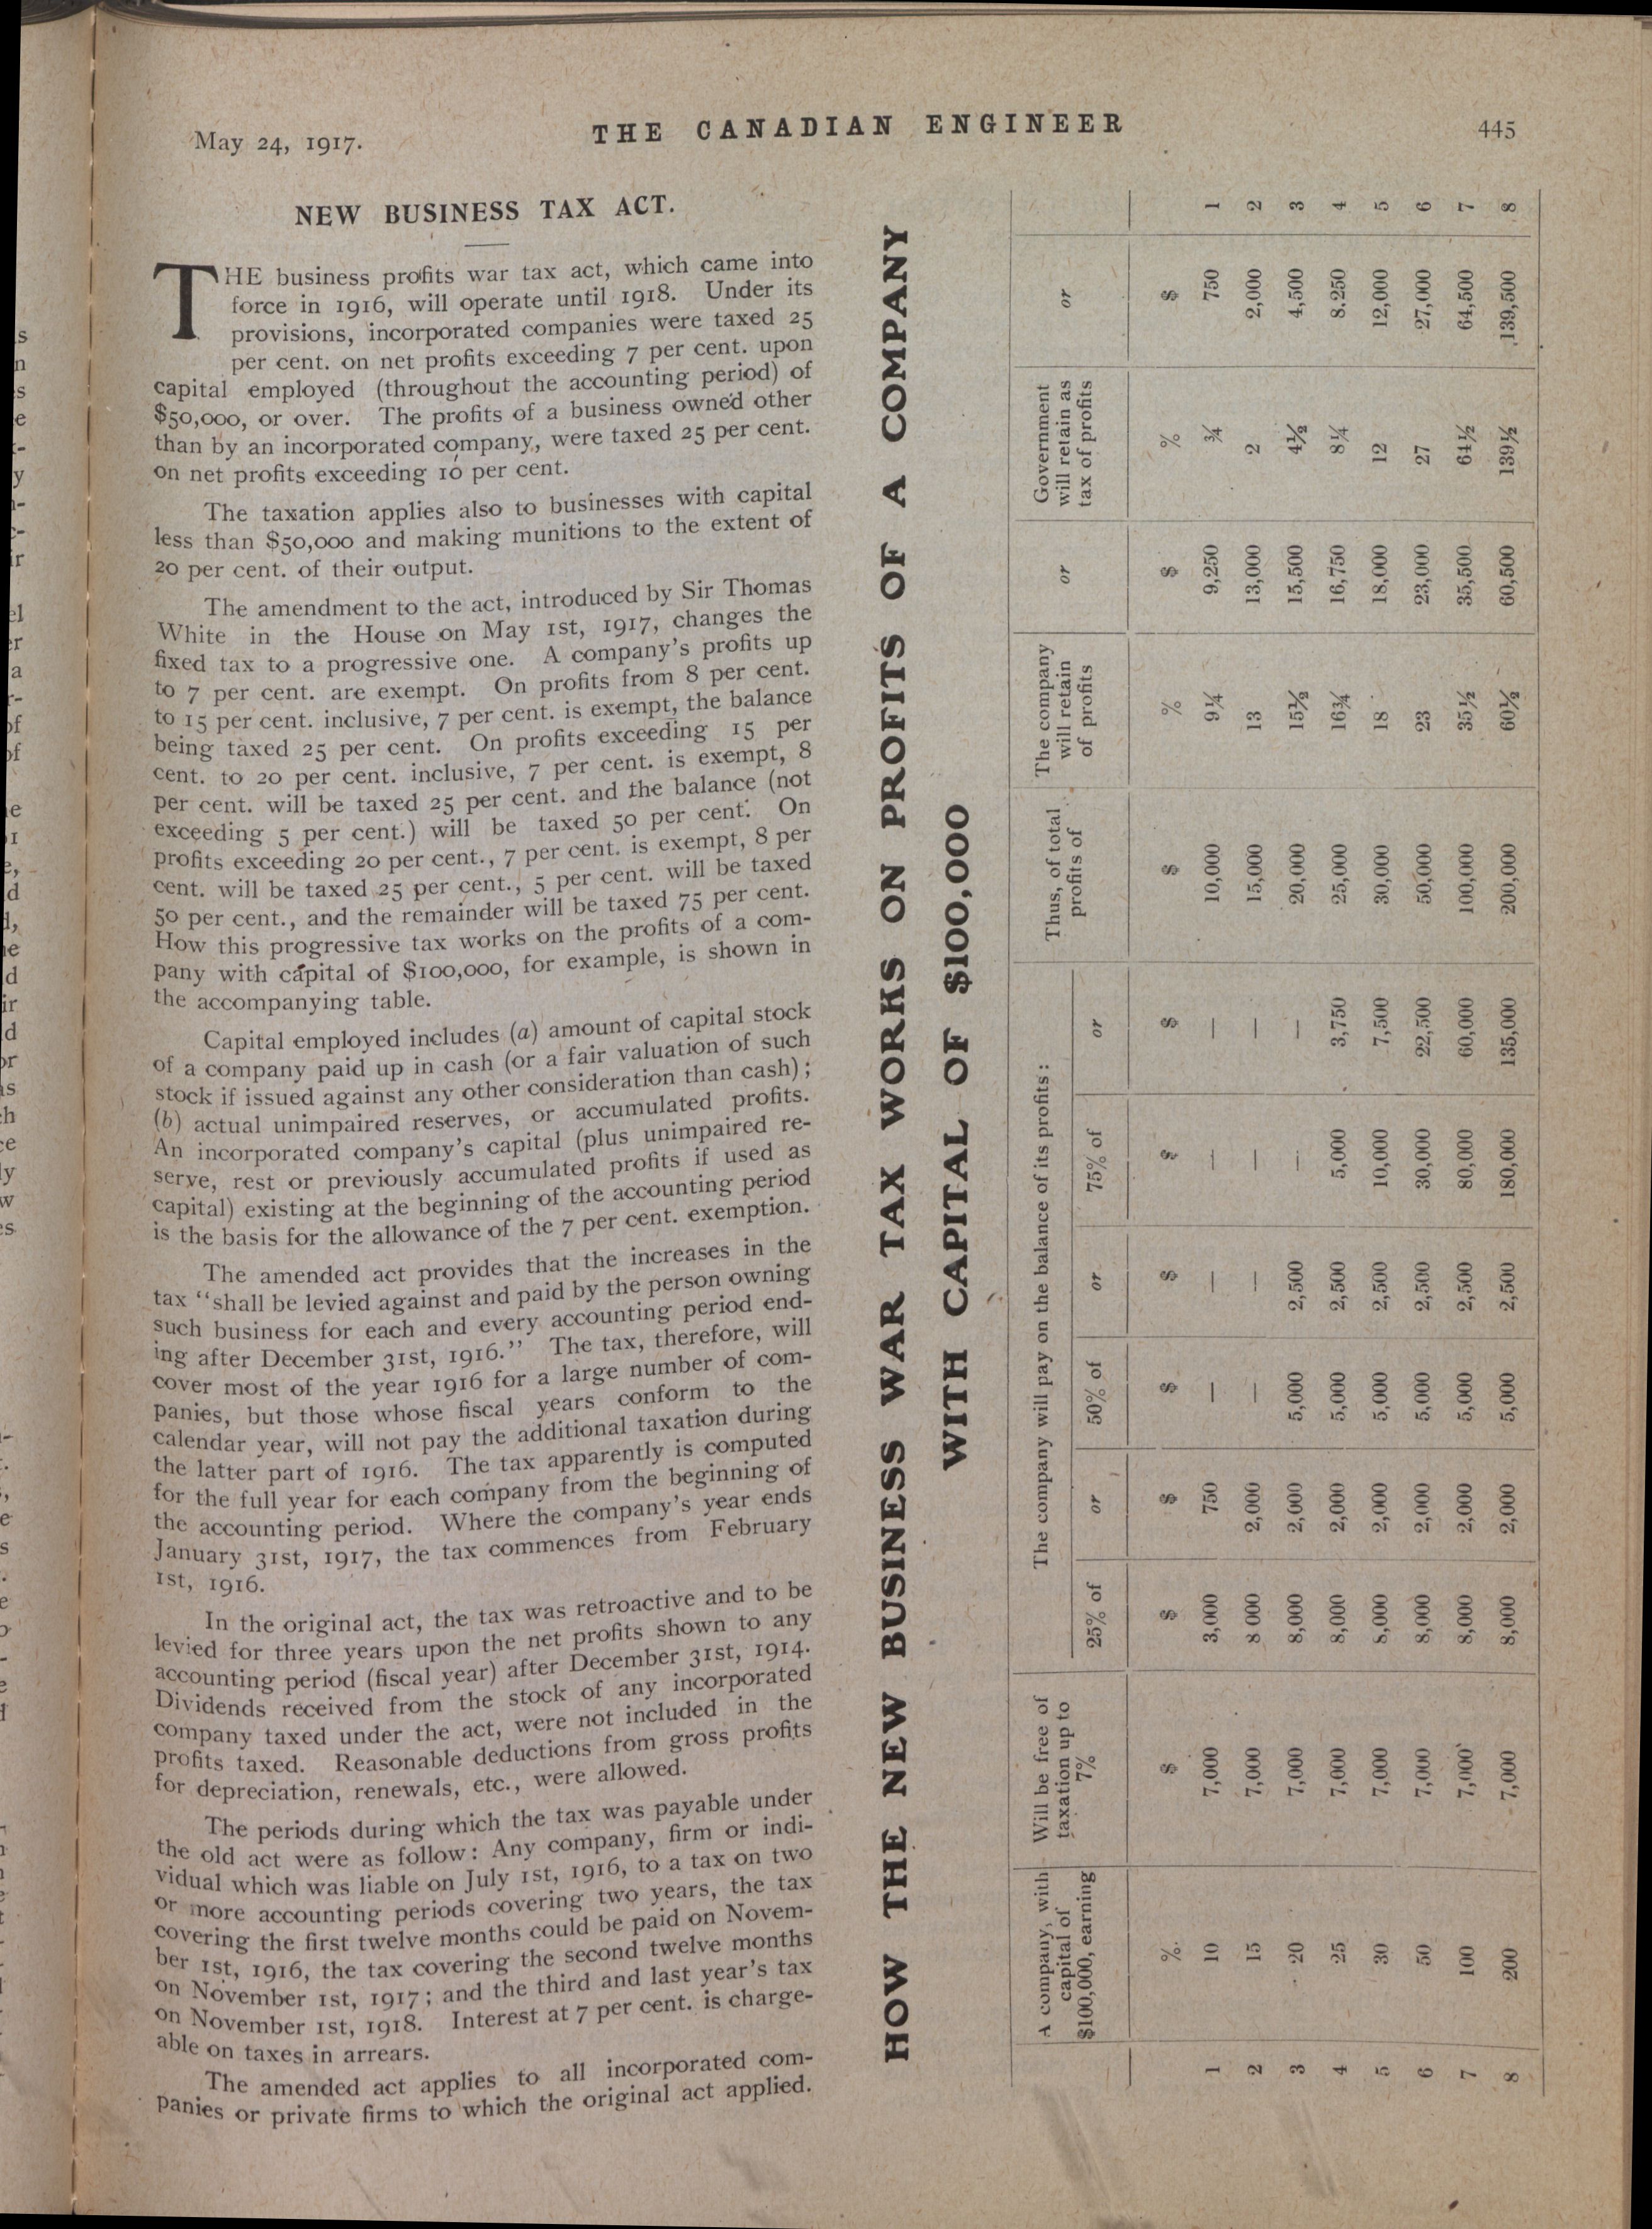 May 24, 1917.
THE CANADIAN ENGINEER
445
NEW BUSINESS TAX ACT.
THE business profits war tax act, which came into
force in 1916, will operate until 1918. Under its
provisions, incorporated companies were taxed 25
per cent. on net profits exceeding 7 per cent. upon
capital employed (throughout the accounting period) of
$50,000, or over. The profits of a business owned other
than by an incorporated company, were taxed 25 per cent.
on net profits exceeding 10 per cent.
The taxation applies also to businesses with capital
less than $50,000 and making munitions to the extent of
20 per cent. of their output.
The amendment to the act, introduced by Sir Thomas
White in the House on May 1st, 1917, changes the
fixed tax to a progressive one. A company's profits up
to 7 per cent. are exempt. On profits from 8 per cent.
to 15 per cent. inclusive, 7 per cent. is exempt, the balance
being taxed 25 per cent. On profits exceeding 15 per
cent. to 20 per cent. inclusive, 7 per cent. is exempt, 8
per cent. will be taxed 25 per cent. and the balance (not
exceeding 5 per cent.) will be taxed 50 per cent. On
profits exceeding 20 per cent., 7 per cent. is exempt, 8 per
cent. will be taxed 25 per cent., 5 per cent. will be taxed
50 per cent., and the remainder will be taxed 75 per cent.
How this progressive tax works on the profits of a com-
pany with capital of $100,000, for example, is shown in
the accompanying table.
Capital employed includes (a) amount of capital stock
of a company paid up in cash (or a fair valuation of such
stock if issued against any other consideration than cash);
(b) actual unimpaired reserves, or accumulated profits.
An incorporated company's capital (plus unimpaired re-
serve, rest or previously accumulated profits if used as
capital) existing at the beginning of the accounting period
is the basis for the allowance of the 7 per cent. exemption.
The amended act provides that the increases in the
tax "shall be levied against and paid by the person owning
such business for each and every accounting period end-
ing after December 31st, 1916." The tax, therefore, will
cover most of the year 1916 for a large number of com-
panies, but those whose fiscal years conform to the
calendar year, will not pay the additional taxation during
the latter part of 1916. The tax apparently is computed
for the full year for each company from the beginning of
the accounting period. Where the company's year ends
January 31st, 1917, the tax commences from February
1st, 1916.
In the original act, the tax was retroactive and to be
levied for three years upon the net profits shown to any
accounting period (fiscal year) after December 31st, 1914.
Dividends received from the stock of any incorporated
company taxed under the act, were not included in the
profits taxed. Reasonable deductions from gross profits
for depreciation, renewals, etc., were allowed.
The periods during which the tax was payable under
the old act were as follow: Any company, firm or indi-
vidual which was liable on July 1st, 1916, to a tax on two
or more accounting periods covering two years, the tax
covering the first twelve months could be paid on Novem-
ber 1st, 1916, the tax covering the second twelve months
on November 1st, 1917; and the third and last year's tax
on November 1st, 1918. Interest at 7 per cent. is charge-
able on taxes in arrears.
The amended act applies to all incorporated com-
panies or private firms to which the original act applied.
HOW THE NEW BUSINESS WAR TAX WORKS ON PROFITS OF A COMPANY
WITH CAPITAL OF $100,000
A company, with capital of $100,000, earning | Will be free of taxation up to 7% | The company will pay on the balance of its profits: | Thus, of total profits of | The company will retain of profits | or | Government will retain as tax of profits | or
25% of | or | 50% of | or | 75% of | or
% | $ | $ | $ | $ | $ | $ | $ | $ | % | $ | % | $
1 | 10 | 7,000 | 3,000 | 750 | — | — | — | — | 10,000 | 9¼ | 9,250 | ¾ | 750 | 1
2 | 15 | 7,000 | 8 000 | 2,000 | — | — | — | — | 15,000 | 13 | 13,000 | 2 | 2,000 | 2
3 | 20 | 7,000 | 8,000 | 2,000 | 5,000 | 2,500 | — | — | 20,000 | 15½ | 15,500 | 4½ | 4,500 | 3
4 | 25 | 7,000 | 8,000 | 2,000 | 5,000 | 2,500 | 5,000 | 3,750 | 25,000 | 16¾ | 16,750 | 8¼ | 8.250 | 4
5 | 30 | 7,000 | 8,000 | 2,000 | 5,000 | 2,500 | 10,000 | 7,500 | 30,000 | 18 | 18,000 | 12 | 12,000 | 5
6 | 50 | 7,000 | 8,000 | 2,000 | 5,000 | 2,500 | 30,000 | 22,500 | 50,000 | 23 | 23,000 | 27 | 27,000 | 6
7 | 100 | 7,000 | 8,000 | 2,000 | 5,000 | 2,500 | 80,000 | 60,000 | 100,000 | 35½ | 35,500 | 64½ | 64,500 | 7
8 | 200 | 7,000 | 8,000 | 2,000 | 5,000 | 2,500 | 180,000 | 135,000 | 200,000 | 60½ | 60,500 | 139½ | 139,500 | 8